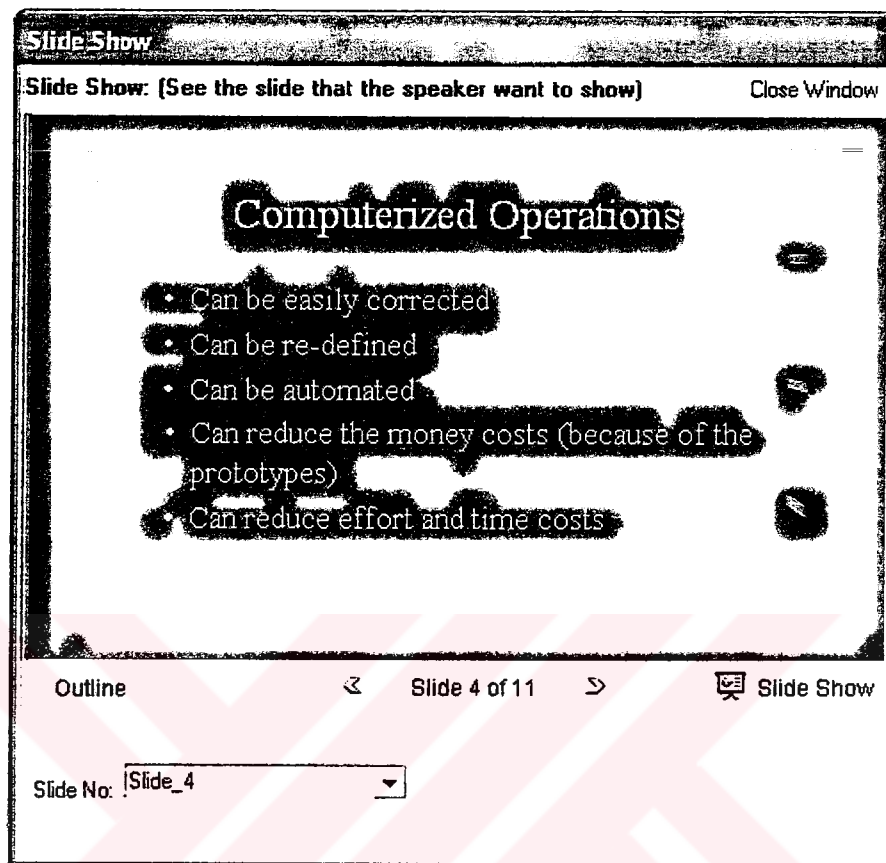 Slide Show
Slide Show: (See the slide that the speaker want to show) Close Window
Computerized Operations
• Can be easily corrected
• Can be re-defined
• Can be automated
• Can reduce the money costs (because of the
prototypes)
• Can reduce effort and time costs
Outline Slide 4 of 11 Slide Show
Slide No: Slide_4